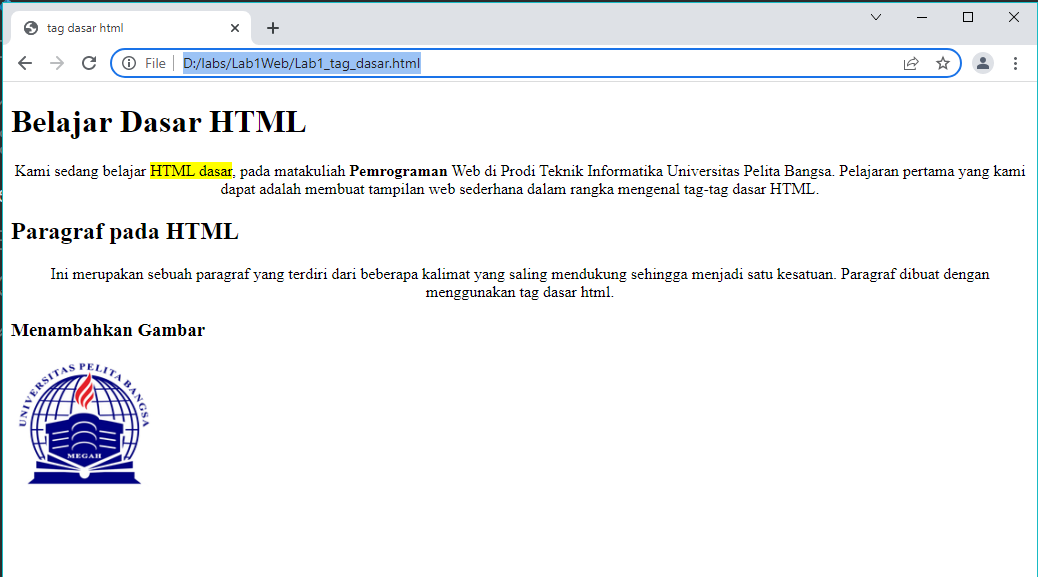 tag dasar html
File
D:/labs/Lab1Web/Lab1_tag_dasar.html
Belajar Dasar HTML
Kami sedang belajar HTML dasar, pada matakuliah Pemrograman Web di Prodi Teknik Informatika Universitas Pelita Bangsa. Pelajaran pertama yang kami
dapat adalah membuat tampilan web sederhana dalam rangka mengenal tag-tag dasar HTML.
Paragraf pada HTML
Ini merupakan sebuah paragraf yang terdiri dari beberapa kalimat yang saling mendukung sehingga menjadi satu kesatuan. Paragraf dibuat dengan
menggunakan tag dasar html.
Menambahkan Gambar
UNIVERSITAS PELITA BANGSA
MEGAH